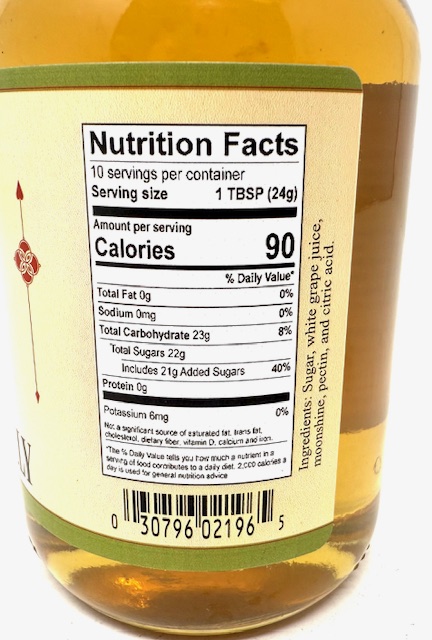 Nutrition Facts
10 servings per container
Serving size 1 TBSP (24g)
Amount per serving
Calories 90
% Daily Value*
Total Fat 0g 0%
Sodium 0mg 0%
Total Carbohydrate 23g 8%
Total Sugars 22g
Includes 21g Added Sugars 40%
Protein 0g
Potassium 6mg 0%
Not a significant source of saturated fat, trans fat,
cholesterol, dietary fiber, vitamin D, calcium and iron.
*The % Daily Value tells you how much a nutrient in a
serving of food contributes to a daily diet. 2,000 calories a
day is used for general nutrition advice
0 30796 02196 5
Ingredients: Sugar, white grape juice,
moonshine, pectin, and citric acid.
LY